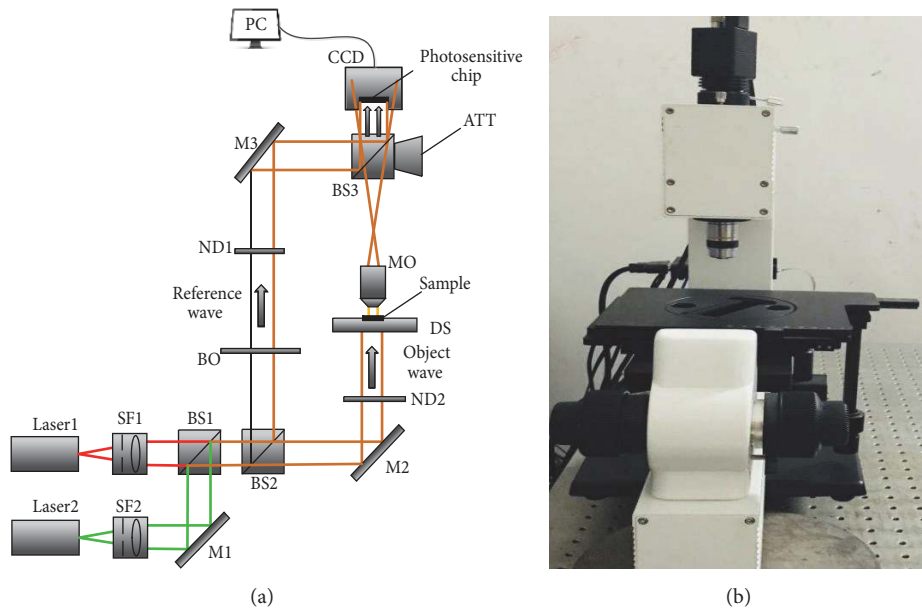 PC
CCD
Photosensitive
chip
M3
ATT
BS3
ND1
MO
Reference
wave
Sample
DS
BO
Object
wave
ND2
Laser1
SF1
BS1
BS2
M2
Laser2
SF2
M1
(a)
(b)